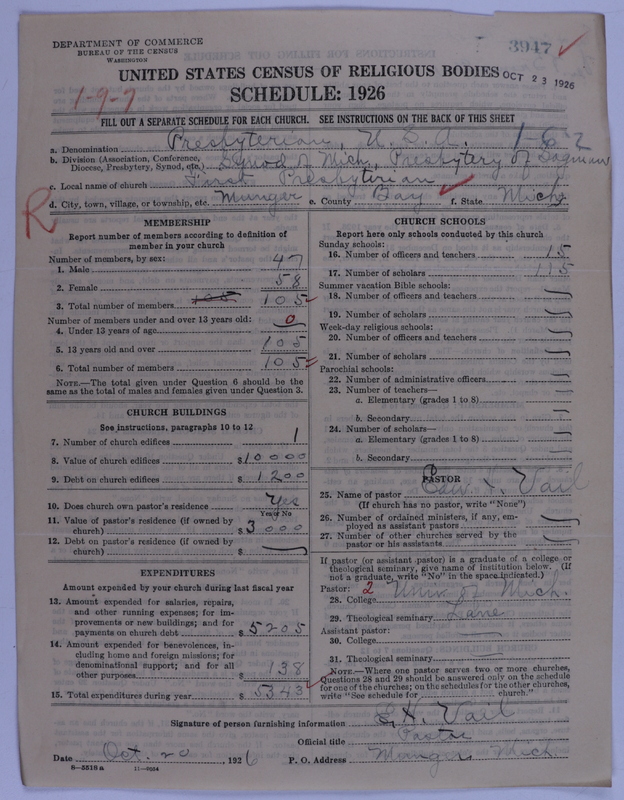 DEPARTMENT OF COMMERCE
BUREAU OF THE CENSUS
WASHINGTON
3947
UNITED STATES CENSUS OF RELIGIOUS BODIES
OCT 23 1926
1-9-7
SCHEDULE: 1926
FILL OUT A SEPARATE SCHEDULE FOR EACH CHURCH. SEE INSTRUCTIONS ON THE BACK OF THIS SHEET
a. Denomination Presbyterian, U.S.A. 1-62
b. Division (Association, Conference, Diocese, Presbytery, Synod, etc.) Synod of Mich., Presbytery of Saginaw
c. Local name of church First Presbyterian
R
d. City, town, village, or township, etc. Munger e. County Bay f. State Mich.
MEMBERSHIP
Report number of members according to definition of
member in your church
Number of members, by sex:
1. Male 47
2. Female 58
3. Total number of members 105 105
Number of members under and over 13 years old:
4. Under 13 years of age 0
5. 13 years old and over 105
6. Total number of members 105
NOTE.—The total given under Question 6 should be
same as the total of males and females given under Question 3.
CHURCH BUILDINGS
See instructions, paragraphs 10 to 12
7. Number of church edifices 1
8. Value of church edifices $10000
9. Debt on church edifices $1200
10. Does church own pastor's residence Yes
Yes or No
11. Value of pastor's residence (if owned by
church) $3000
12. Debt on pastor's residence (if owned by
church) $
EXPENDITURES
Amount expended by your church during last fiscal year
13. Amount expended for salaries, repairs,
and other running expenses; for im-
provements or new buildings; and for
payments on church debt $5205
14. Amount expended for benevolences, in-
cluding home and foreign missions; for
denominational support; and for all
other purposes $138
15. Total expenditures during year $5343
CHURCH SCHOOLS
Report here only schools conducted by this church
Sunday schools:
16. Number of officers and teachers 15
17. Number of scholars 115
Summer vacation Bible schools:
18. Number of officers and teachers
19. Number of scholars
Week-day religious schools:
20. Number of officers and teachers
21. Number of scholars
Parochial schools:
22. Number of administrative officers
23. Number of teachers—
a. Elementary (grades 1 to 8)
b. Secondary
24. Number of scholars—
a. Elementary (grades 1 to 8)
b. Secondary
PASTOR
25. Name of pastor Vail
(If church has no pastor, write "None")
26. Number of ordained ministers, if any, em-
ployed as assistant pastors
27. Number of other churches served by the
pastor or his assistants
If pastor (or assistant pastor) is a graduate of a college or
theological seminary, give name of institution below. (If
not a graduate, write "No" in the space indicated.)
Pastor:
28. College 2 Univ. of Mich.
29. Theological seminary Lane
Assistant pastor:
30. College
31. Theological seminary
NOTE.—Where one pastor serves two or more churches,
Questions 28 and 29 should be answered only on the schedule
for one of the churches; on the schedules for the other churches,
write "See schedule for church."
Signature of person furnishing information Vail
Official title Pastor
Date Oct. 20, 1926 P. O. Address Munger Mich.
8-5518 a